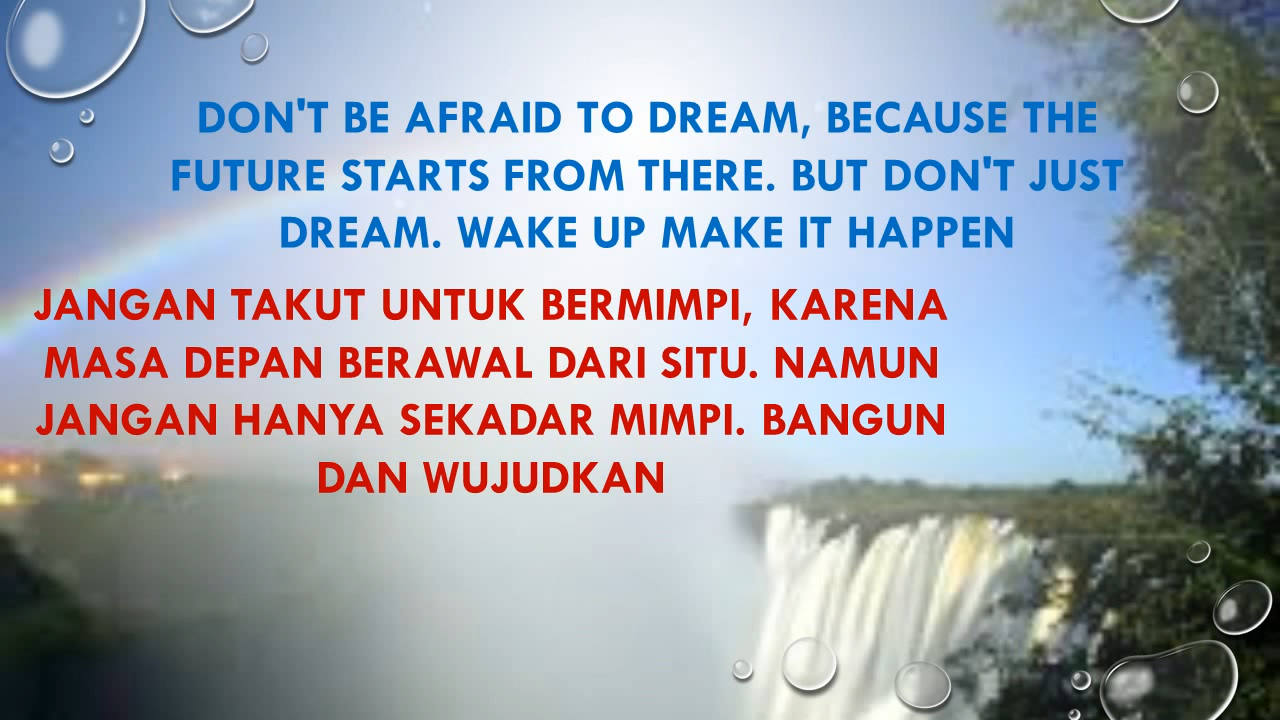 DON'T BE AFRAID TO DREAM, BECAUSE THE
FUTURE STARTS FROM THERE. BUT DON'T JUST
DREAM. WAKE UP MAKE IT HAPPEN
JANGAN TAKUT UNTUK BERMIMPI, KARENA
MASA DEPAN BERAWAL DARI SITU. NAMUN
JANGAN HANYA SEKADAR MIMPI. BANGUN
DAN WUJUDKAN